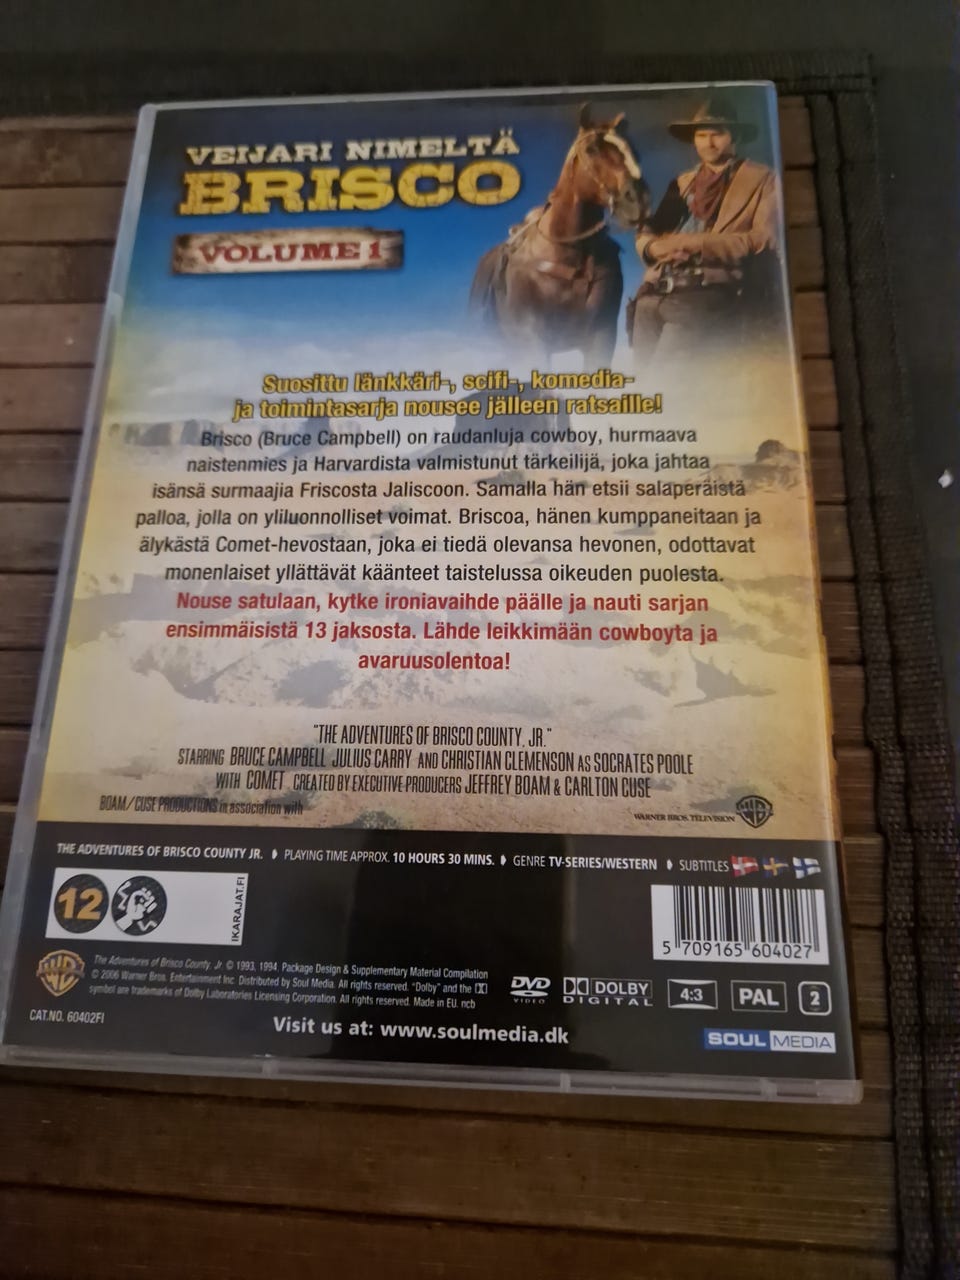 VEIJARI NIMELTÄ
BRISCO
VOLUME 1
Suosittu länkkäri-, scifi-, komedia-
ja toimintasarja nousee jälleen ratsaille!
Brisco (Bruce Campbell) on raudanluja cowboy, hurmaava
naistenmies ja Harvardista valmistunut tärkeilijä, joka jahtaa
isänsä surmaajia Friscosta Jaliscoon. Samalla hän etsii salaperäistä
palloa, jolla on yliluonnolliset voimat. Briscoa, hänen kumppaneitaan ja
älykästä Comet-hevostaan, joka ei tiedä olevansa hevonen, odottavat
monenlaiset yllättävät käänteet taistelussa oikeuden puolesta.
Nouse satulaan, kytke ironiavaihde päälle ja nauti sarjan
ensimmäisistä 13 jaksosta. Lähde leikkimään cowboyta ja
avaruusolentoa!
"THE ADVENTURES OF BRISCO COUNTY, JR."
STARRING BRUCE CAMPBELL JULIUS CARRY AND CHRISTIAN CLEMENSON AS SOCRATES POOLE
WITH COMET CREATED BY EXECUTIVE PRODUCERS JEFFREY BOAM & CARLTON CUSE
BOAM/CUSE PRODUCTIONS in association with
WARNER BROS. TELEVISION
THE ADVENTURES OF BRISCO COUNTY JR. PLAYING TIME APPROX. 10 HOURS 30 MINS. GENRE TV-SERIES/WESTERN SUBTITLES
12
IKARAJAT.FI
5 709165 604027
The Adventures of Brisco County, Jr. © 1993, 1994. Package Design & Supplementary Material Compilation
© 2006 Warner Bros. Entertainment Inc. Distributed by Soul Media. All rights reserved. "Dolby" and the
symbol are trademarks of Dolby Laboratories Licensing Corporation. All rights reserved. Made in EU. ncb
DVD
VIDEO
DOLBY
DIGITAL
4:3
PAL
2
CAT.NO. 60402FI
Visit us at: www.soulmedia.dk
SOUL MEDIA